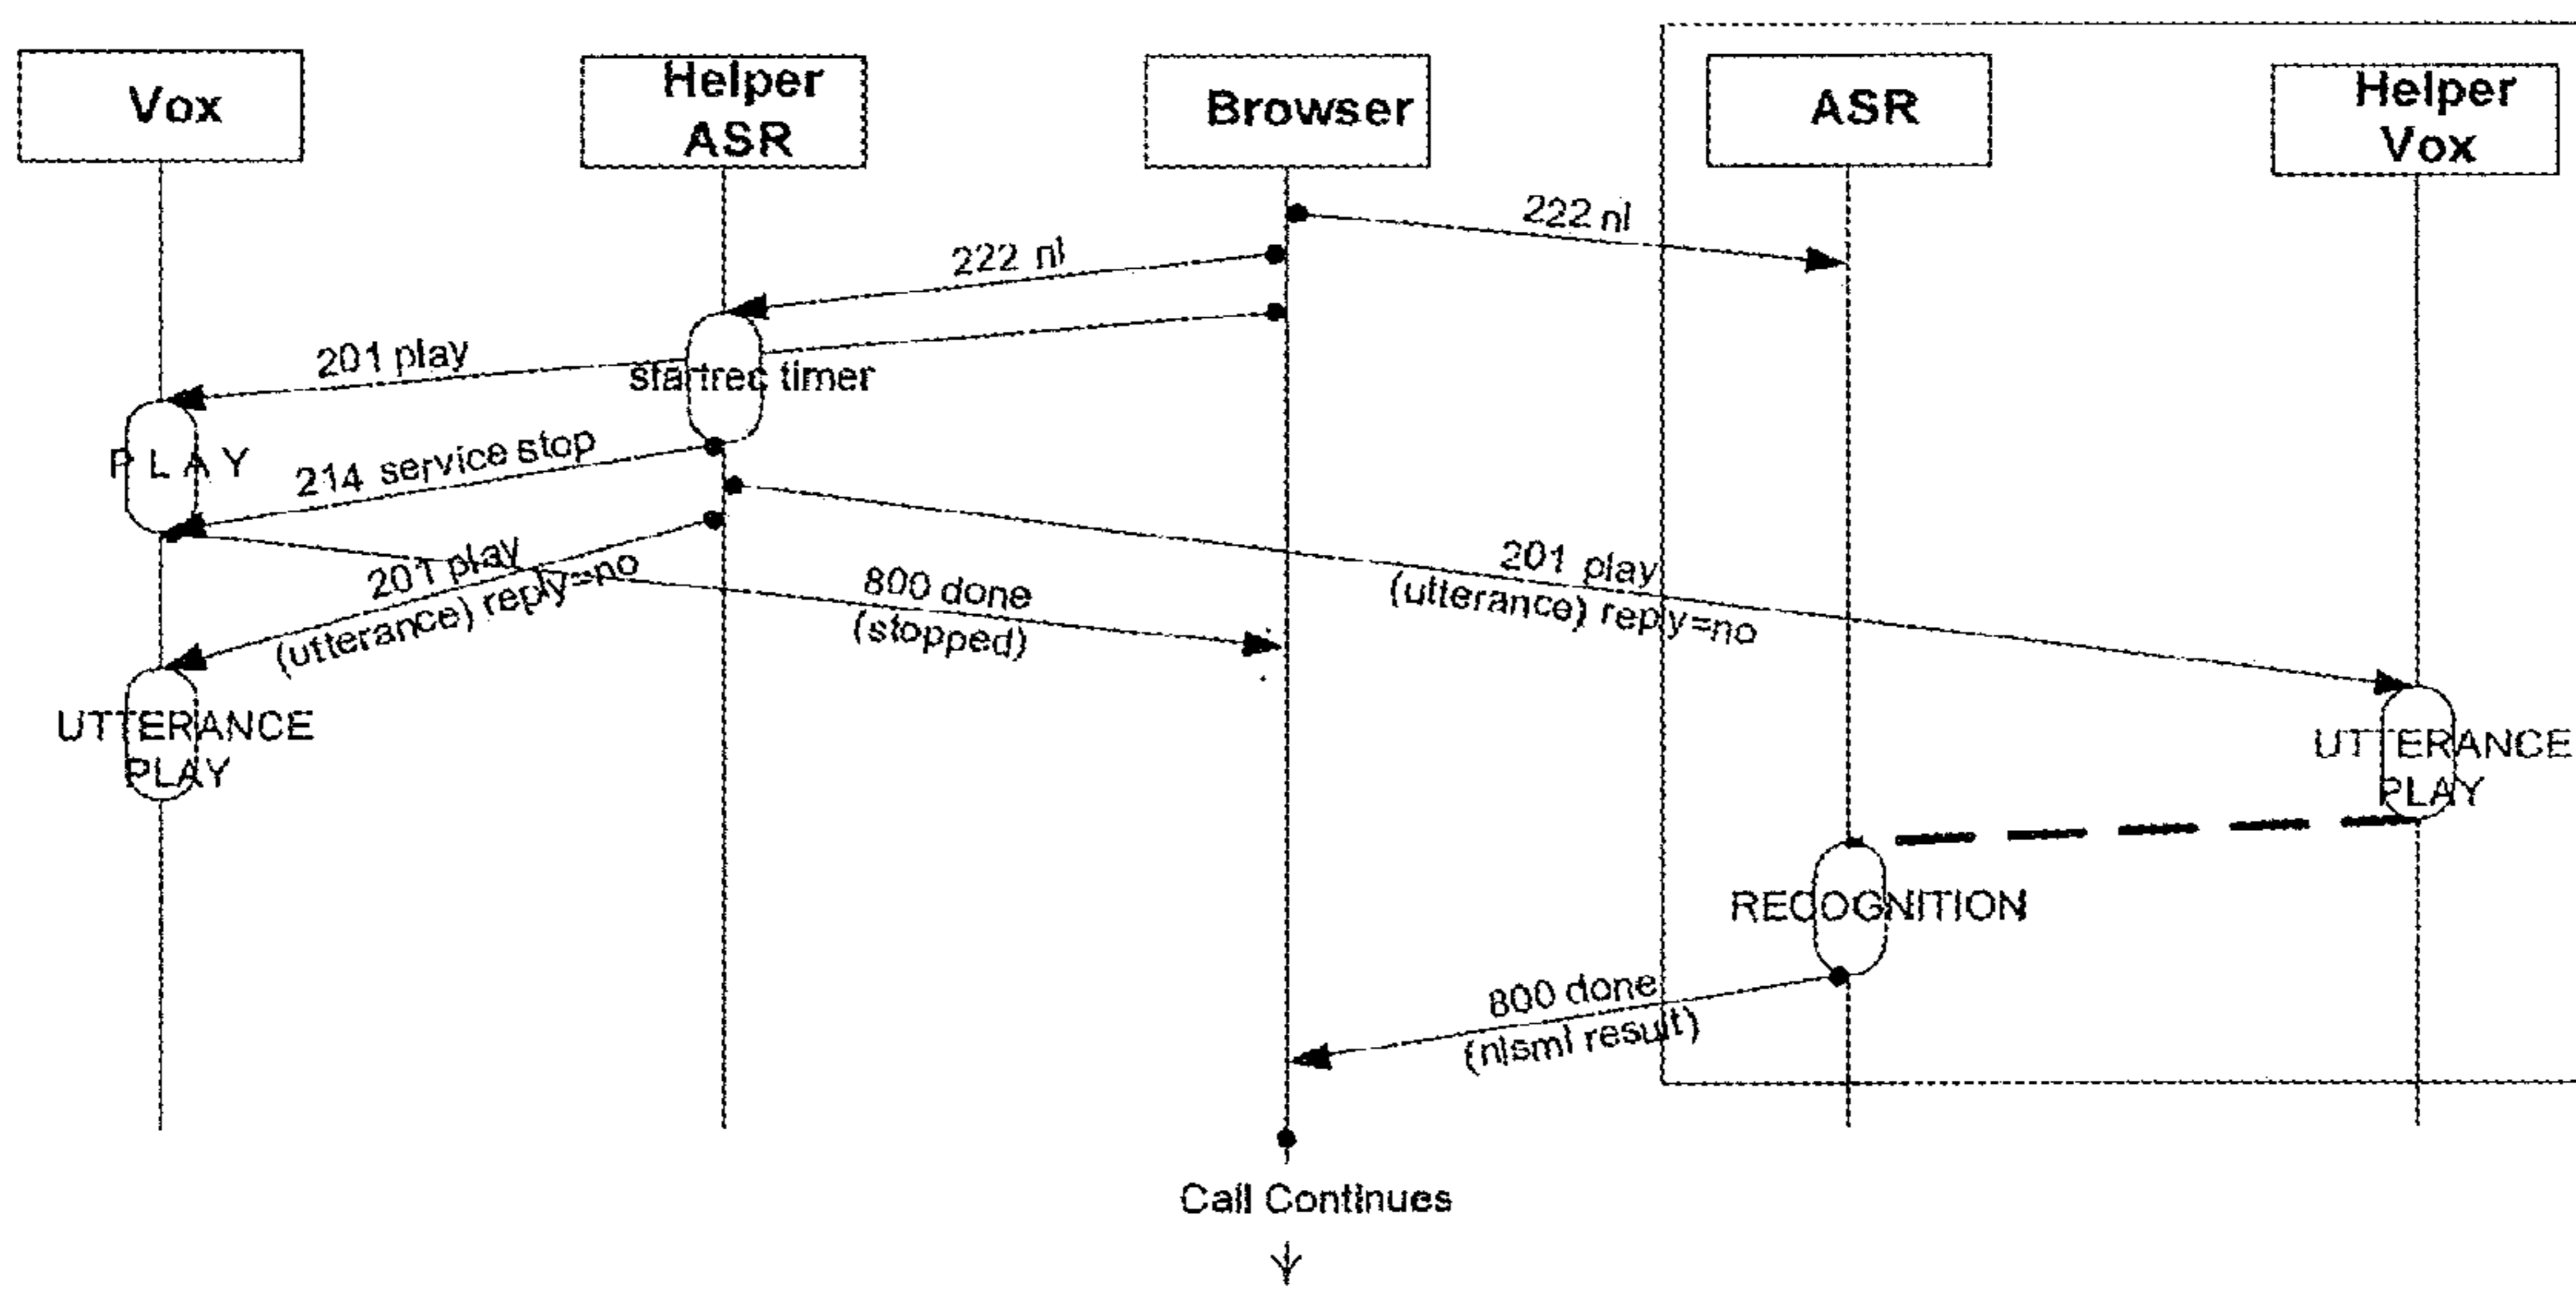 Vox
Helper
ASR
Browser
ASR
Helper
Vox
222 nl
222 nl
201 play
startrec timer
PLAY
214 service stop
201 play
(utterance) reply=no
800 done
(stopped)
201 play
(utterance) reply=no
UTTERANCE
PLAY
UTTERANCE
PLAY
RECOGNITION
800 done
(nlsml result)
Call Continues